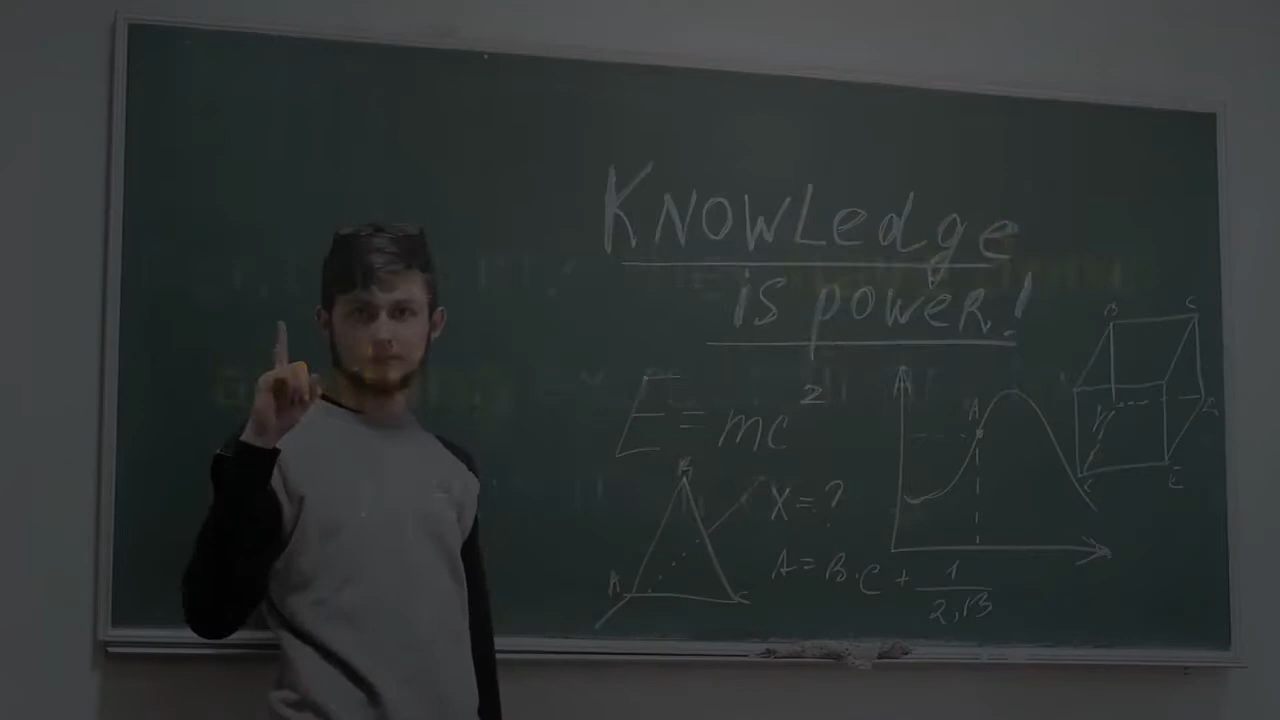 Knowledge
is power!
E = mc²
X = ?
A = B · C + 1/2,13
B
A
C
A
B
C
E